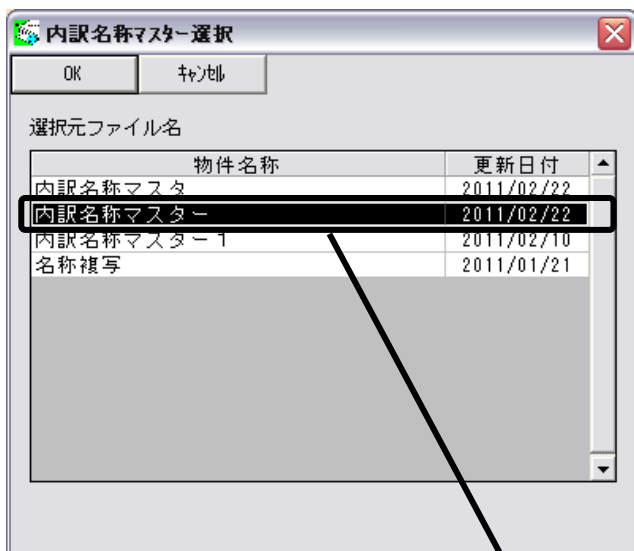 内訳名称ﾏｽﾀｰ選択
OK ｷｬﾝｾﾙ
選択元ファイル名
物件名称 更新日付
内訳名称マスタ 2011/02/22
内訳名称マスター 2011/02/22
内訳名称マスター1 2011/02/10
名称複写 2011/01/21